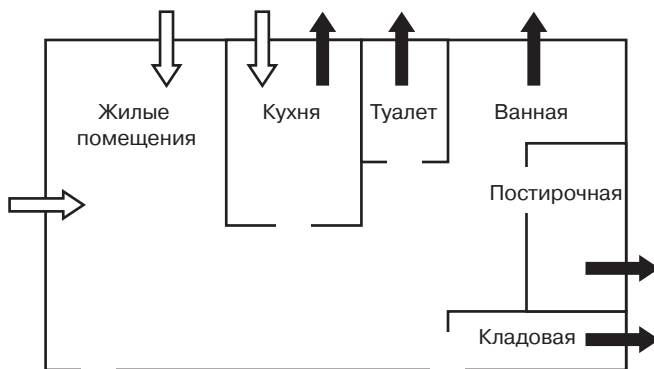 Жилые
помещения
Кухня
Туалет
Ванная
Постирочная
Кладовая